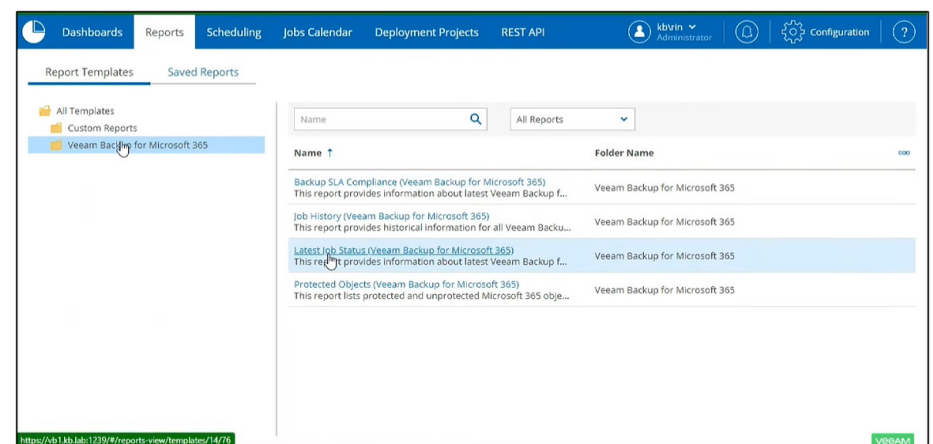 Dashboards Reports Scheduling Jobs Calendar Deployment Projects REST API kb\rin Administrator Configuration ?
Report Templates Saved Reports
All Templates
Custom Reports
Veeam Backup for Microsoft 365
Name All Reports
Name ↑ Folder Name
Backup SLA Compliance (Veeam Backup for Microsoft 365)
This report provides information about latest Veeam Backup f...
Veeam Backup for Microsoft 365
Job History (Veeam Backup for Microsoft 365)
This report provides historical information for all Veeam Backu...
Veeam Backup for Microsoft 365
Latest Job Status (Veeam Backup for Microsoft 365)
This report provides information about latest Veeam Backup f...
Veeam Backup for Microsoft 365
Protected Objects (Veeam Backup for Microsoft 365)
This report lists protected and unprotected Microsoft 365 obje...
Veeam Backup for Microsoft 365
https://vb1.kb.lab:1239/#/reports-view/templates/14/76
VEEAM